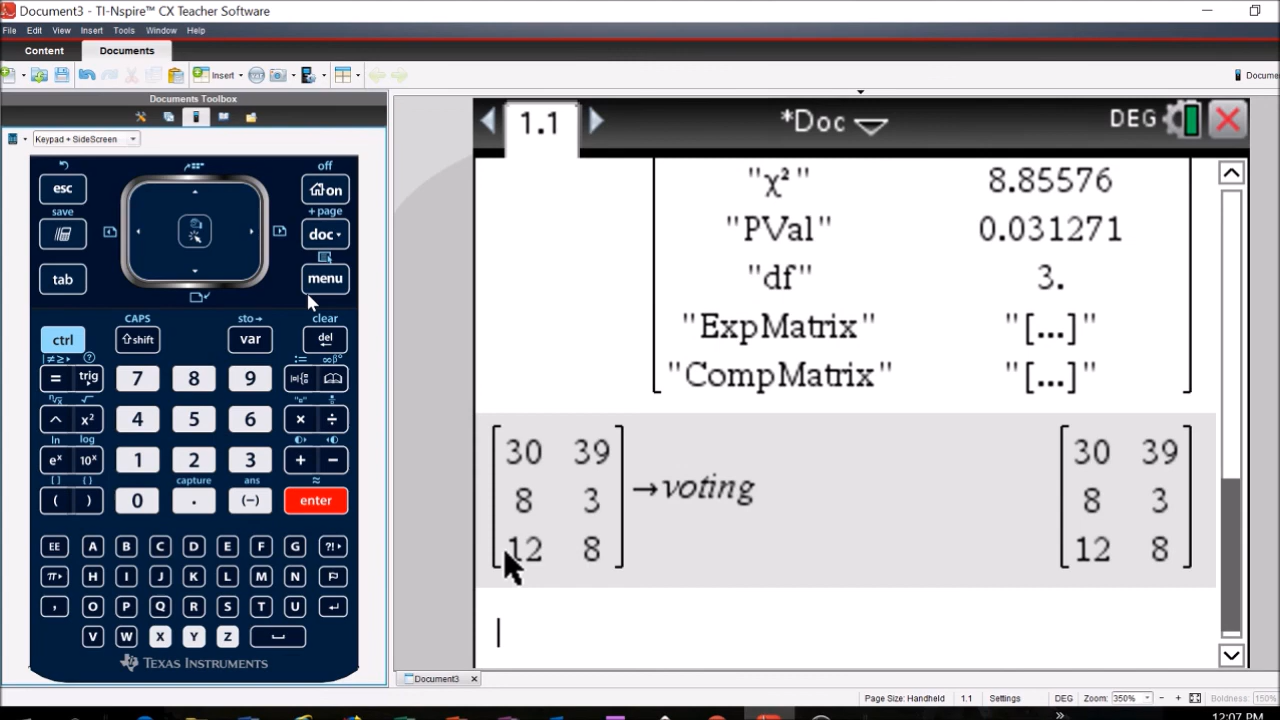 Document3 - TI-Nspire™ CX Teacher Software
File Edit View Insert Tools Window Help
Content Documents
Insert
Docume
Documents Toolbox
Keypad + SideScreen
1.1 *Doc DEG
"χ²" 8.85576
"PVal" 0.031271
"df" 3.
"ExpMatrix" "[...]"
"CompMatrix" "[...]"
30 39 30 39
8 3 →voting 8 3
12 8 12 8
off
esc on
save + page
doc
tab menu
CAPS sto→ clear
ctrl shift var del
= trig 7 8 9
^ x² 4 5 6 × ÷
ln log
eˣ 10ˣ 1 2 3 + −
capture ans ≈
( ) 0 . (−) enter
EE A B C D E F G ?!
π H I J K L M N
, O P Q R S T U
V W X Y Z
TEXAS INSTRUMENTS
Document3
Page Size: Handheld 1.1 Settings DEG Zoom: 350% Boldness: 150%
12:07 PM